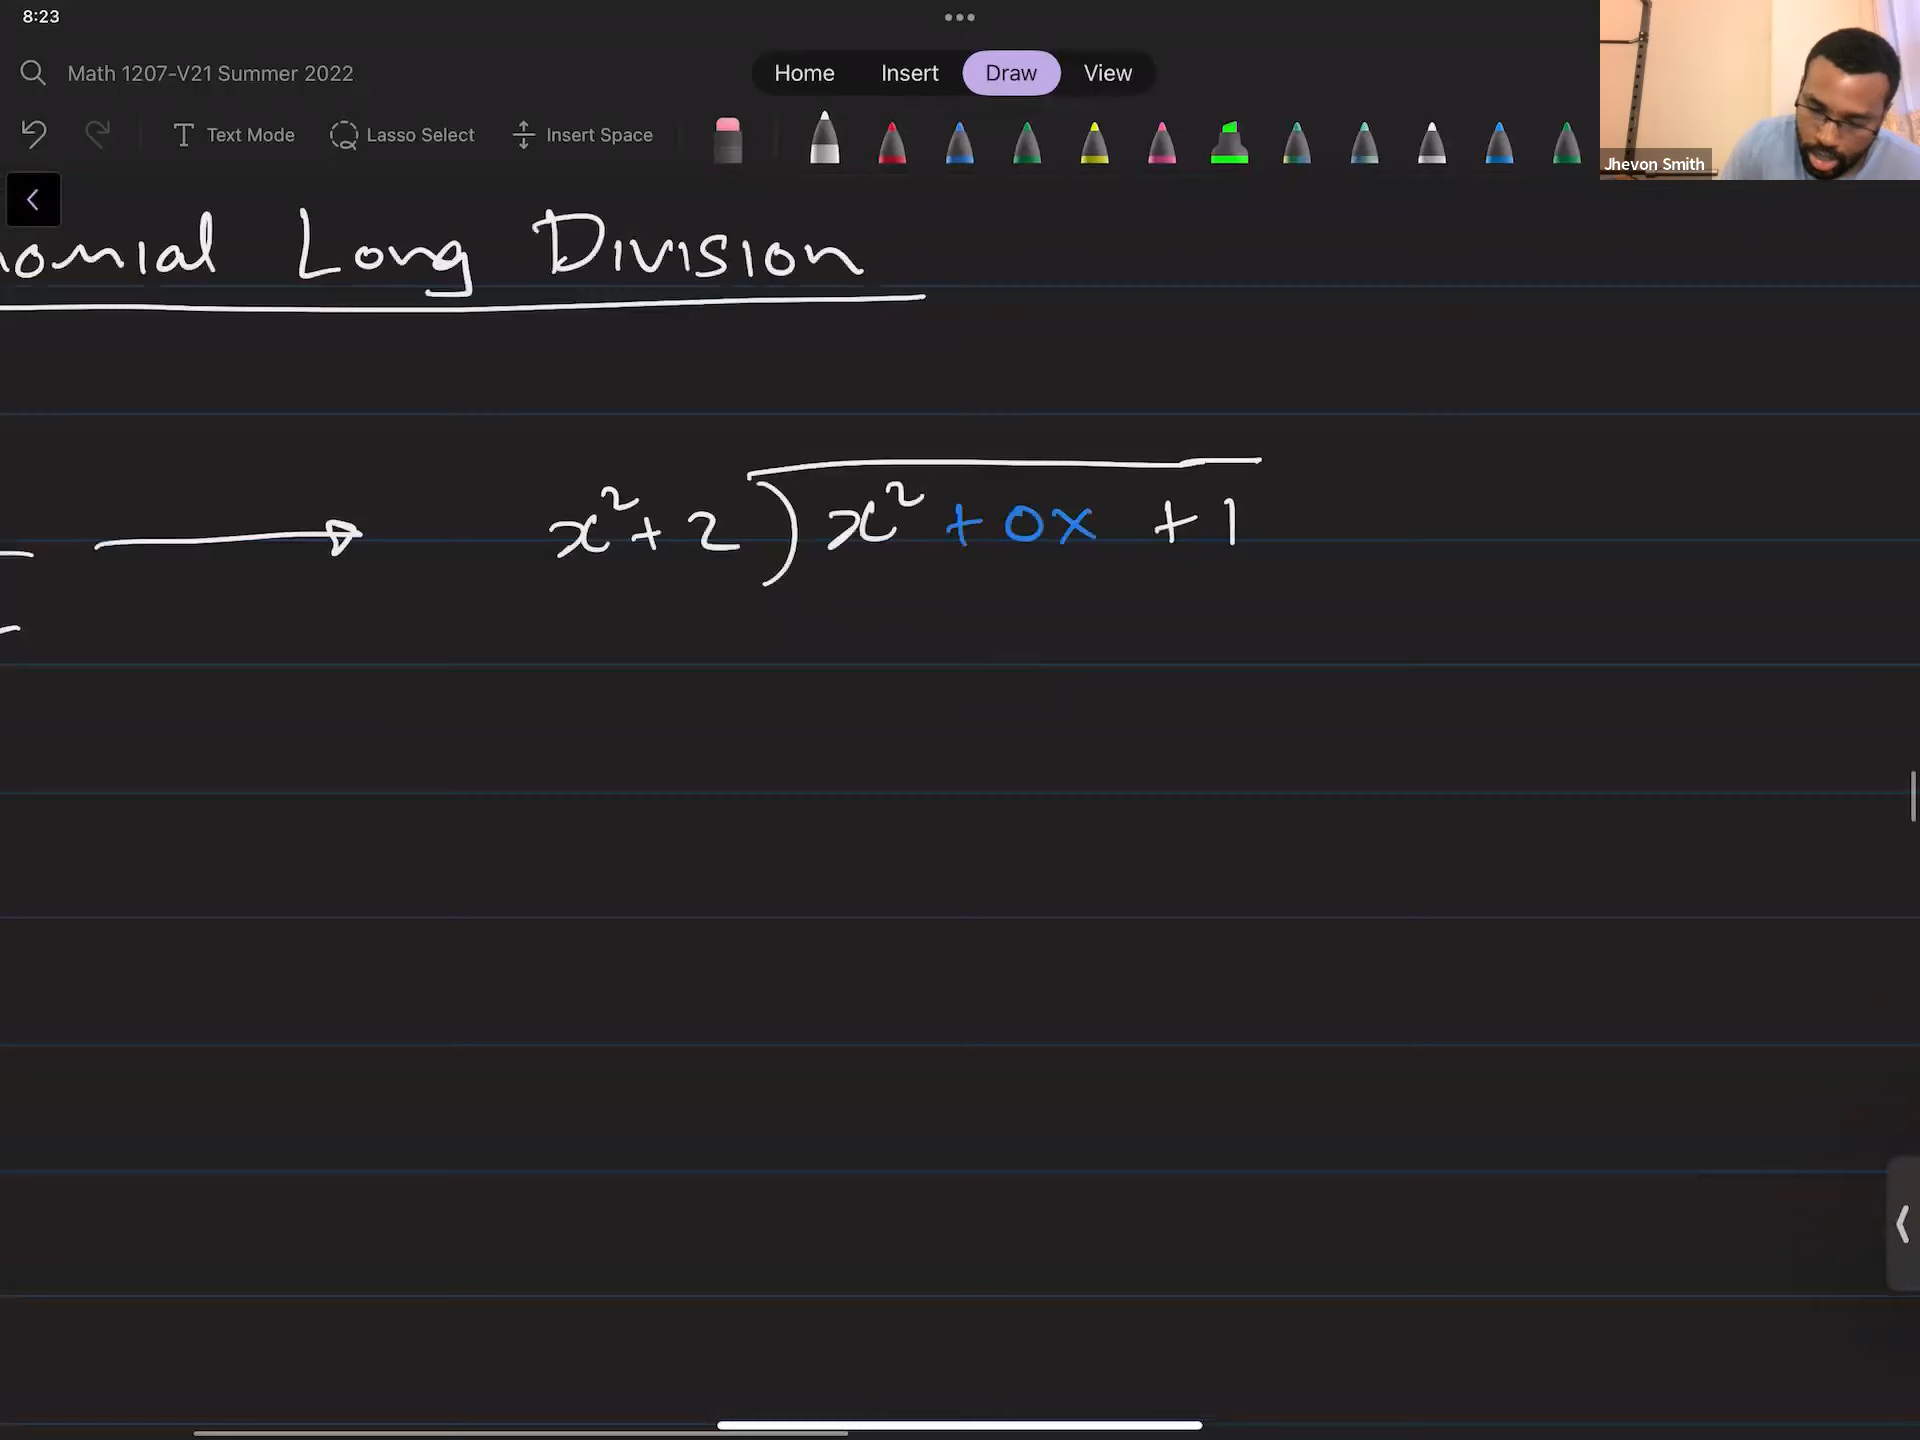 8:23
Math 1207-V21 Summer 2022
Home Insert Draw View
Text Mode Lasso Select Insert Space
Jhevon Smith
nomial Long Division
x²+2)x² +0x +1